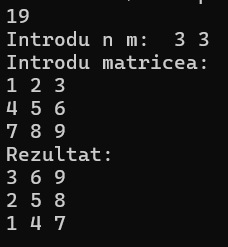 19
Introdu n m:  3 3
Introdu matricea:
1 2 3
4 5 6
7 8 9
Rezultat:
3 6 9
2 5 8
1 4 7